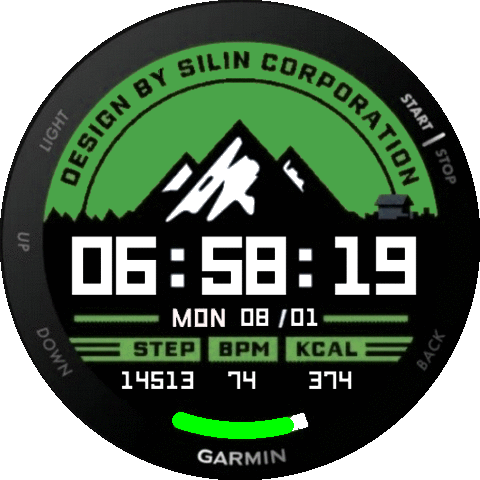 DESIGN BY SILIN CORPORATION
LIGHT
START
STOP
UP
06:58:19
MON 08 /01
DOWN
BACK
STEP BPM KCAL
14513 74 374
GARMIN